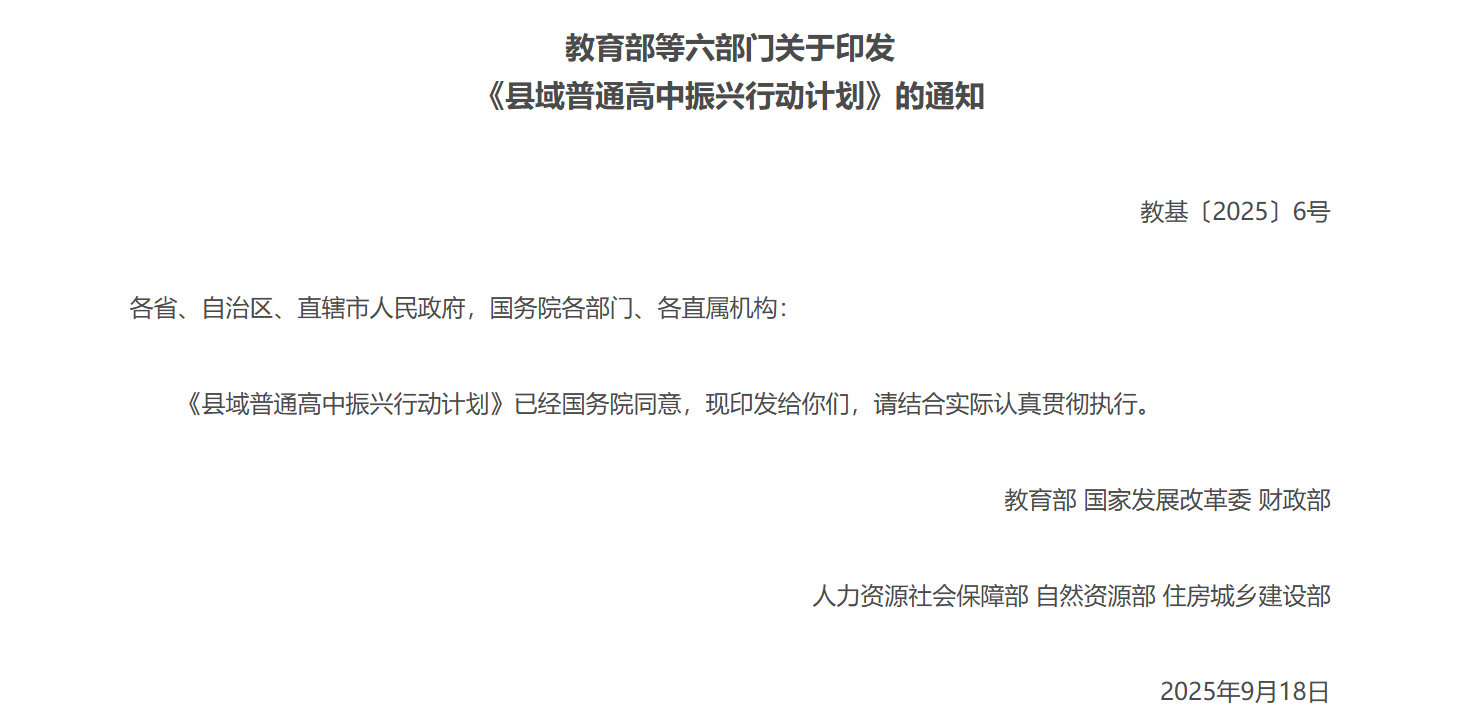 教育部等六部门关于印发
《县域普通高中振兴行动计划》的通知
教基〔2025〕6号
各省、自治区、直辖市人民政府，国务院各部门、各直属机构：
《县域普通高中振兴行动计划》已经国务院同意，现印发给你们，请结合实际认真贯彻执行。
教育部 国家发展改革委 财政部
人力资源社会保障部 自然资源部 住房城乡建设部
2025年9月18日